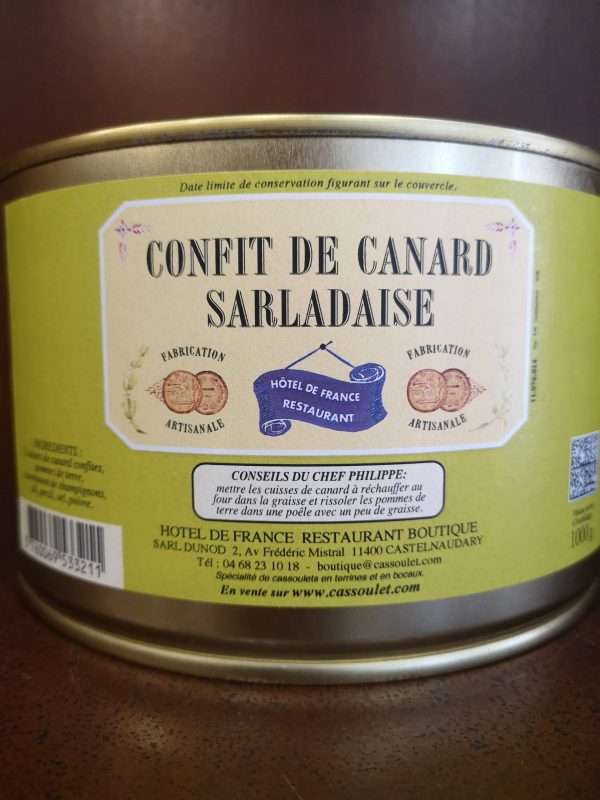 Date limite de conservation figurant sur le couvercle.
CONFIT DE CANARD
SARLADAISE
FABRICATION
ARTISANALE
HÔTEL DE FRANCE
RESTAURANT
FABRICATION
ARTISANALE
11.076.014
INGREDIENTS :
cuisses de canard confites,
pommes de terre,
de champignons,
ail, persil, sel, poivre.
CONSEILS DU CHEF PHILIPPE:
mettre les cuisses de canard à réchauffer au
four dans la graisse et rissoler les pommes de
terre dans une poêle avec un peu de graisse.
HOTEL DE FRANCE RESTAURANT BOUTIQUE
SARL DUNOD 2, Av Frédéric Mistral 11400 CASTELNAUDARY
Tél : 04 68 23 10 18 - boutique@cassoulet.com
Spécialité de cassoulets en terrines et en bocaux.
En vente sur www.cassoulet.com
1000g